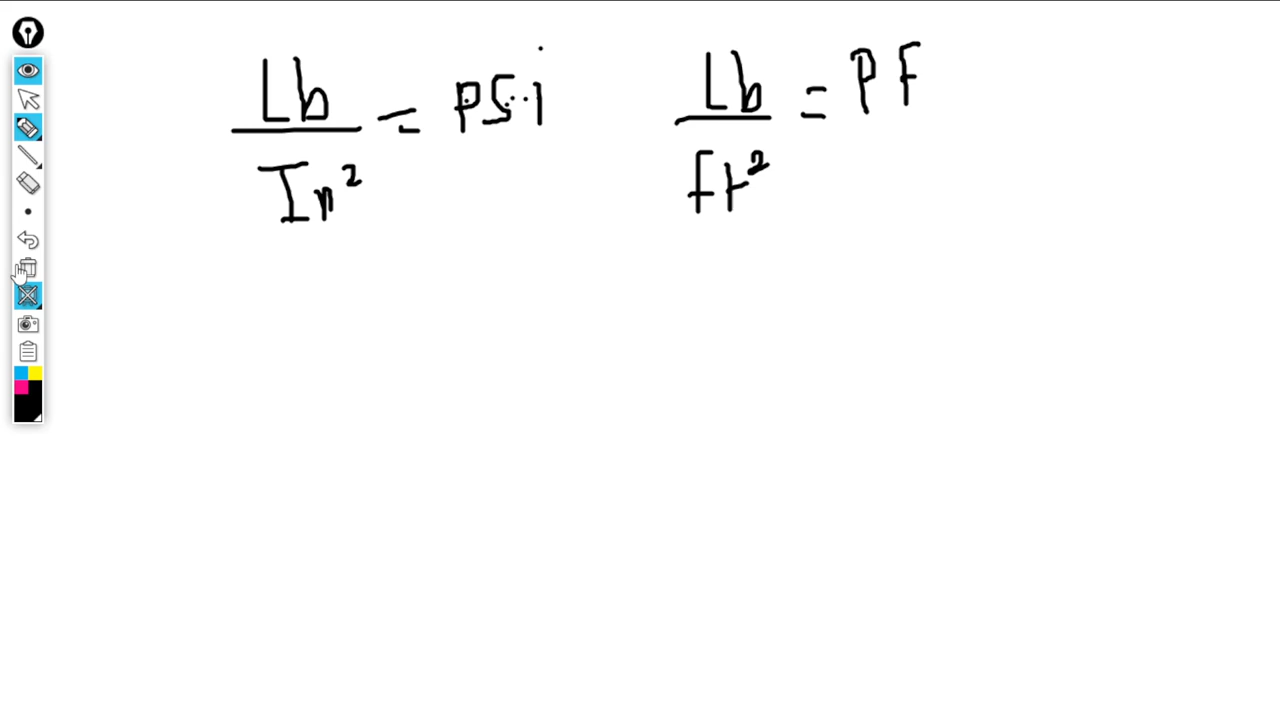 Lb/In² = PSi
Lb/Ft² = PF